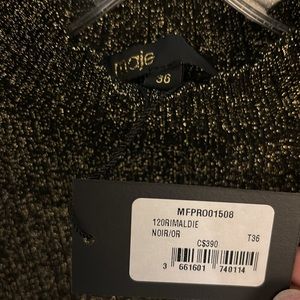 maje
36
MFPRO01508
120RIMALDIE
NOIR/OR T36
C$390
3 661601 740114